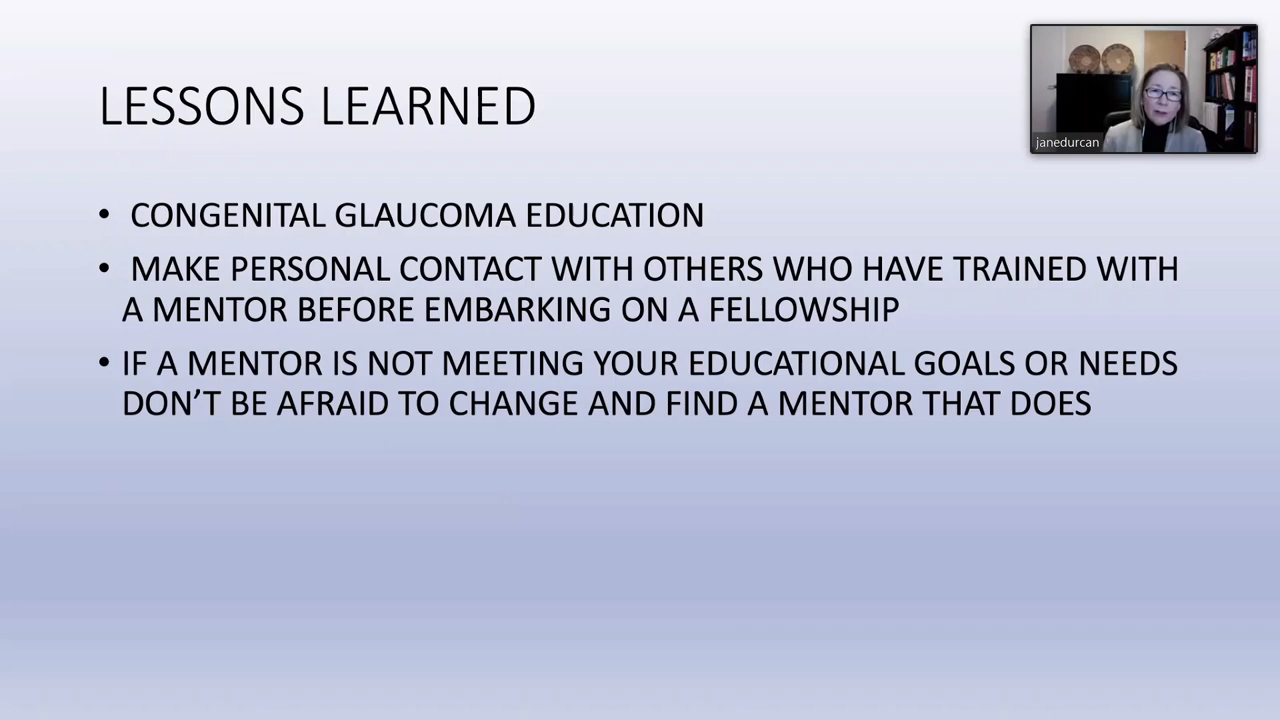 LESSONS LEARNED
janedurcan
• CONGENITAL GLAUCOMA EDUCATION
• MAKE PERSONAL CONTACT WITH OTHERS WHO HAVE TRAINED WITH
A MENTOR BEFORE EMBARKING ON A FELLOWSHIP
• IF A MENTOR IS NOT MEETING YOUR EDUCATIONAL GOALS OR NEEDS
DON’T BE AFRAID TO CHANGE AND FIND A MENTOR THAT DOES